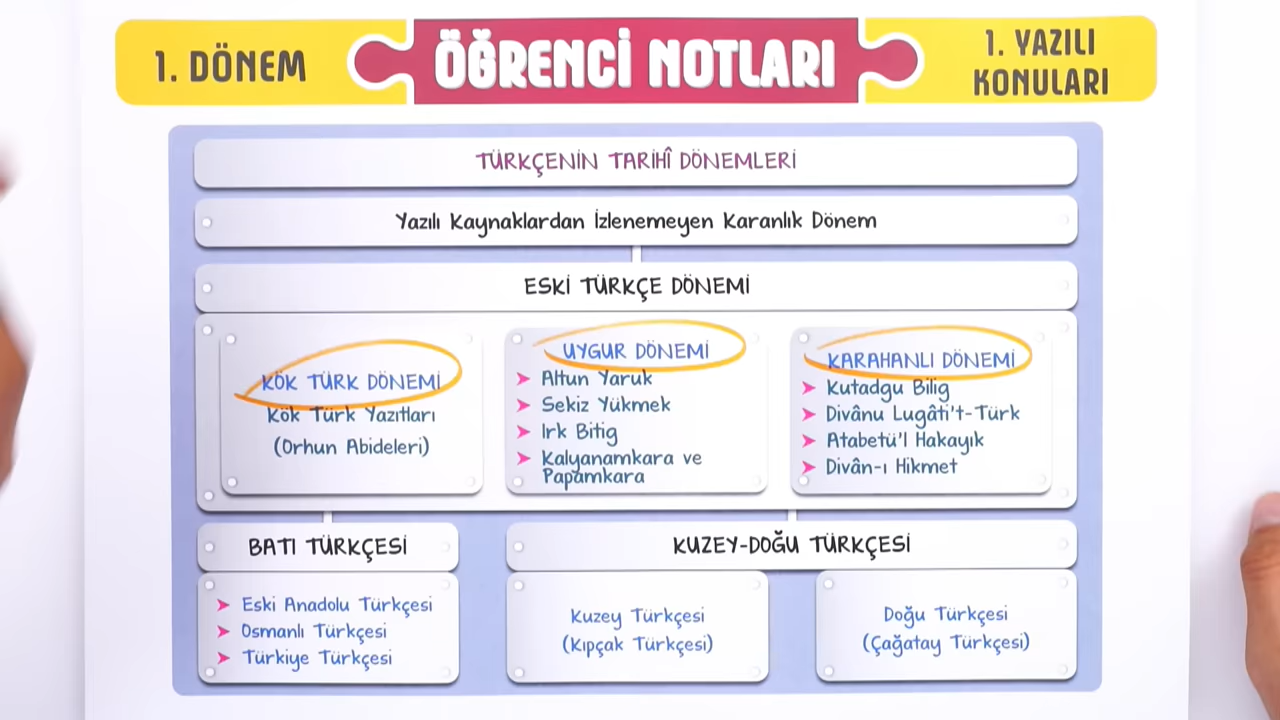 1. DÖNEM
ÖĞRENCİ NOTLARI
1. YAZILI
KONULARI
TÜRKÇENİN TARİHÎ DÖNEMLERİ
Yazılı Kaynaklardan İzlenemeyen Karanlık Dönem
ESKİ TÜRKÇE DÖNEMİ
KÖK TÜRK DÖNEMİ
Kök Türk Yazıtları
(Orhun Abideleri)
UYGUR DÖNEMİ
Altun Yaruk
Sekiz Yükmek
Irk Bitig
Kalyanamkara ve
Papamkara
KARAHANLI DÖNEMİ
Kutadgu Bilig
Divânu Lugâti't-Türk
Atabetü'l Hakayık
Divân-ı Hikmet
BATI TÜRKÇESİ
Eski Anadolu Türkçesi
Osmanlı Türkçesi
Türkiye Türkçesi
KUZEY-DOĞU TÜRKÇESİ
Kuzey Türkçesi
(Kıpçak Türkçesi)
Doğu Türkçesi
(Çağatay Türkçesi)